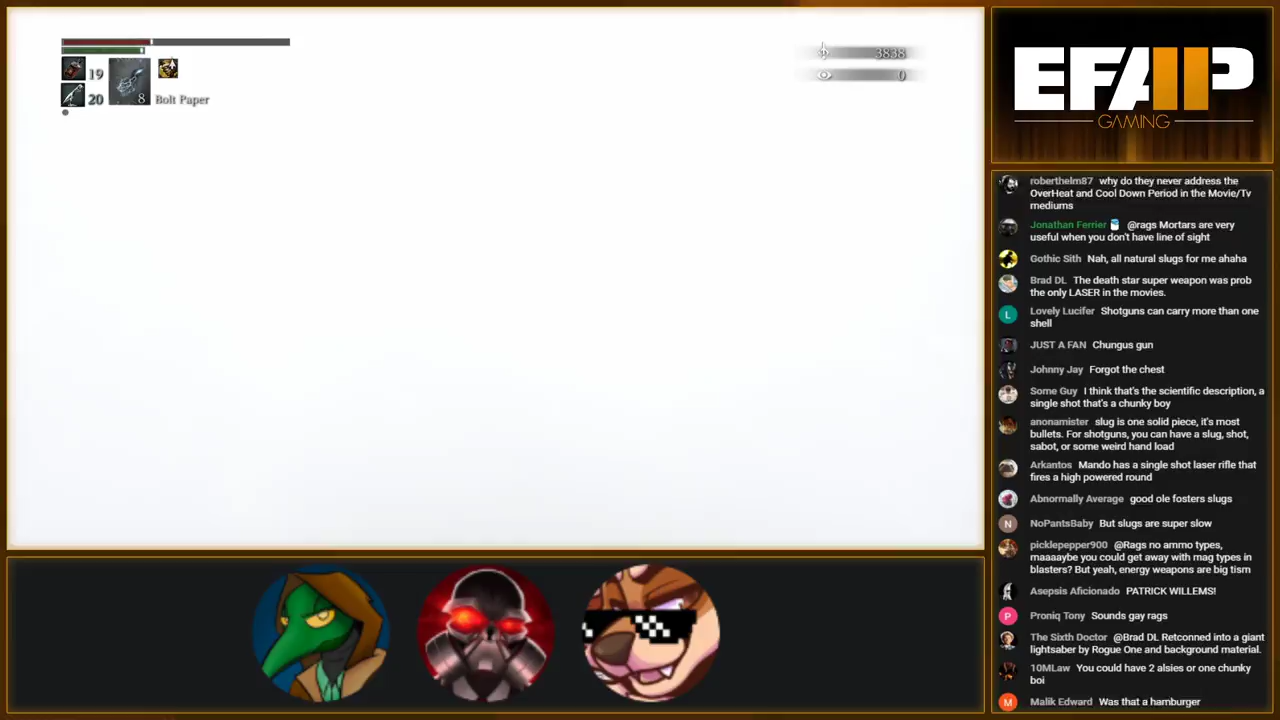 19
20
8
Bolt Paper
3838
0
EFAP
GAMING
roberthelm87 why do they never address the
OverHeat and Cool Down Period in the Movie/Tv
mediums
Jonathan Ferrier @rags Mortars are very
useful when you don't have line of sight
Gothic Sith Nah, all natural slugs for me ahaha
Brad DL The death star super weapon was prob
the only LASER in the movies.
L
Lovely Lucifer Shotguns can carry more than one
shell
JUST A FAN Chungus gun
Johnny Jay Forgot the chest
Some Guy I think that's the scientific description, a
single shot that's a chunky boy
anonamister slug is one solid piece, it's most
bullets. For shotguns, you can have a slug, shot,
sabot, or some weird hand load
Arkantos Mando has a single shot laser rifle that
fires a high powered round
Abnormally Average good ole fosters slugs
N
NoPantsBaby But slugs are super slow
picklepepper900 @Rags no ammo types,
maaaaybe you could get away with mag types in
blasters? But yeah, energy weapons are big tism
Asepsis Aficionado PATRICK WILLEMS!
P
Proniq Tony Sounds gay rags
The Sixth Doctor @Brad DL Retconned into a giant
lightsaber by Rogue One and background material.
10MLaw You could have 2 alsies or one chunky
boi
M
Malik Edward Was that a hamburger